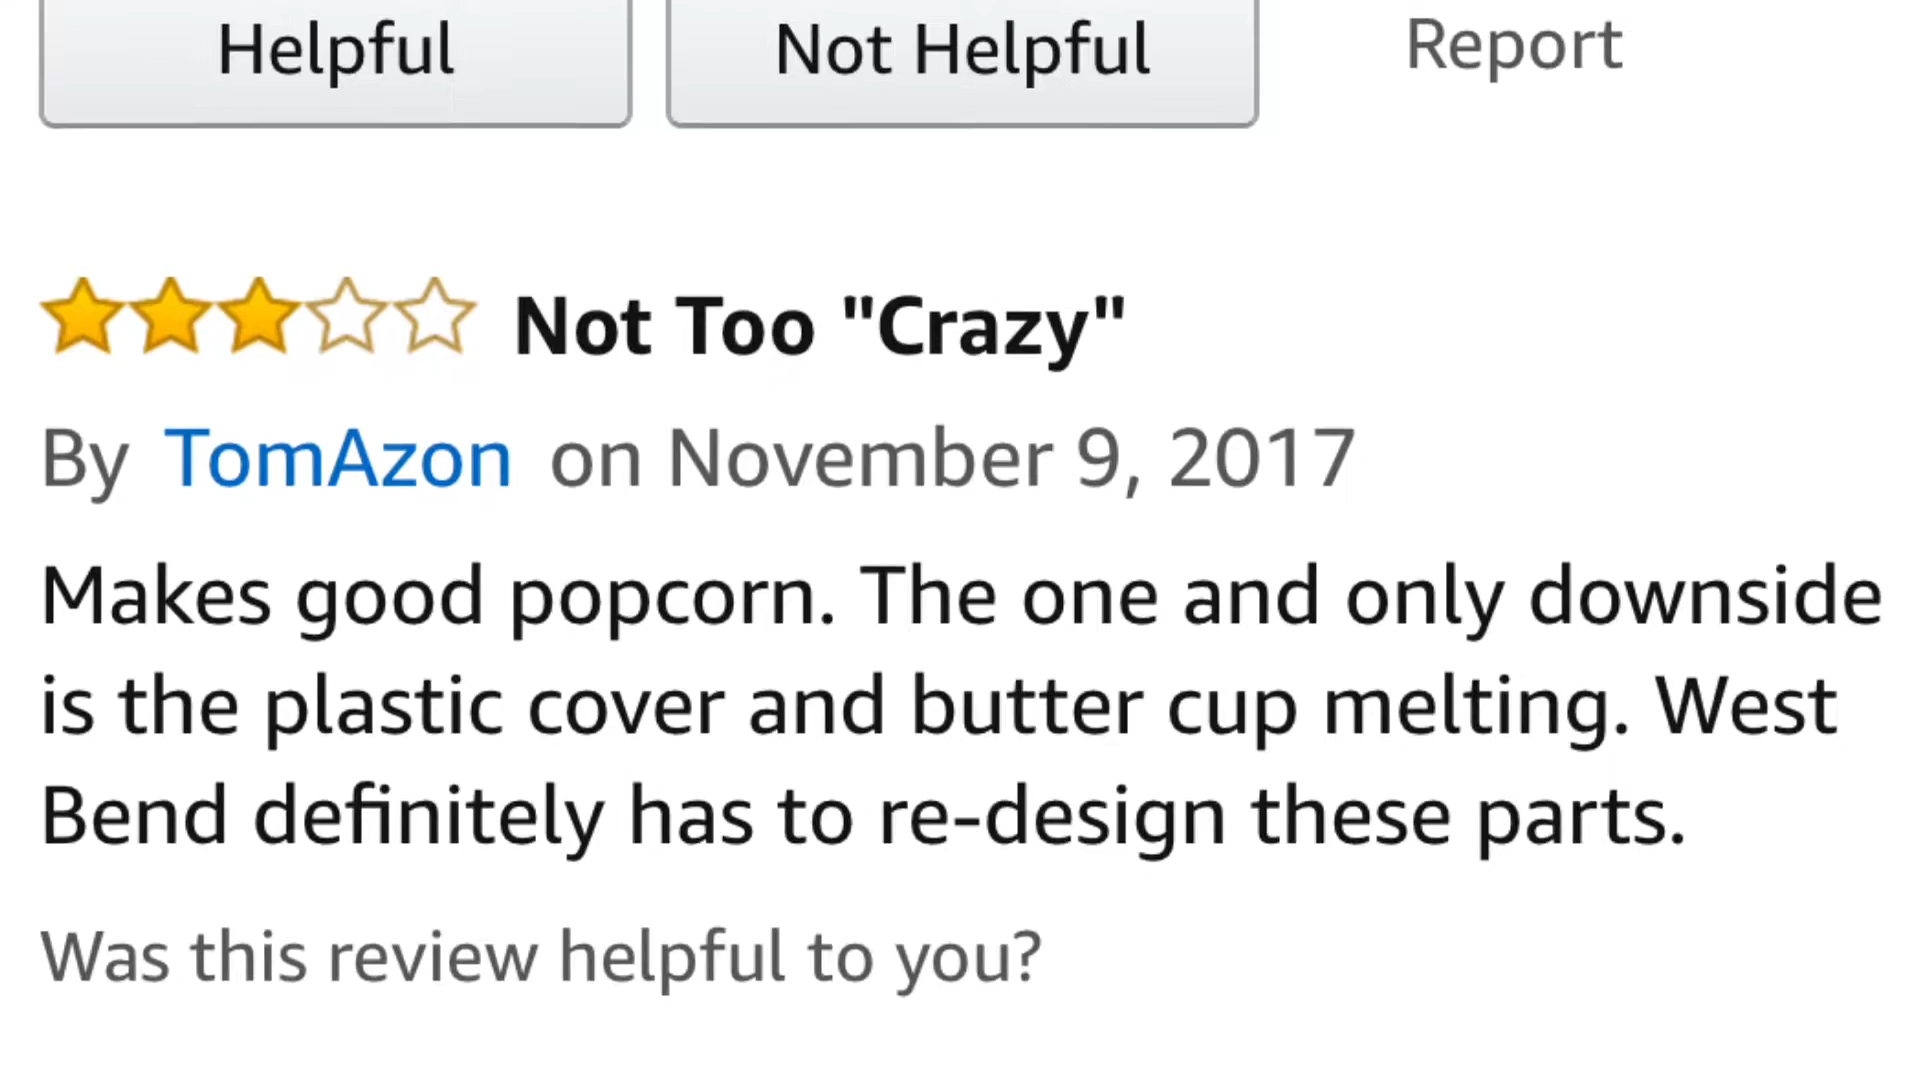 Helpful Not Helpful Report
Not Too "Crazy"
By TomAzon on November 9, 2017
Makes good popcorn. The one and only downside
is the plastic cover and butter cup melting. West
Bend definitely has to re-design these parts.
Was this review helpful to you?